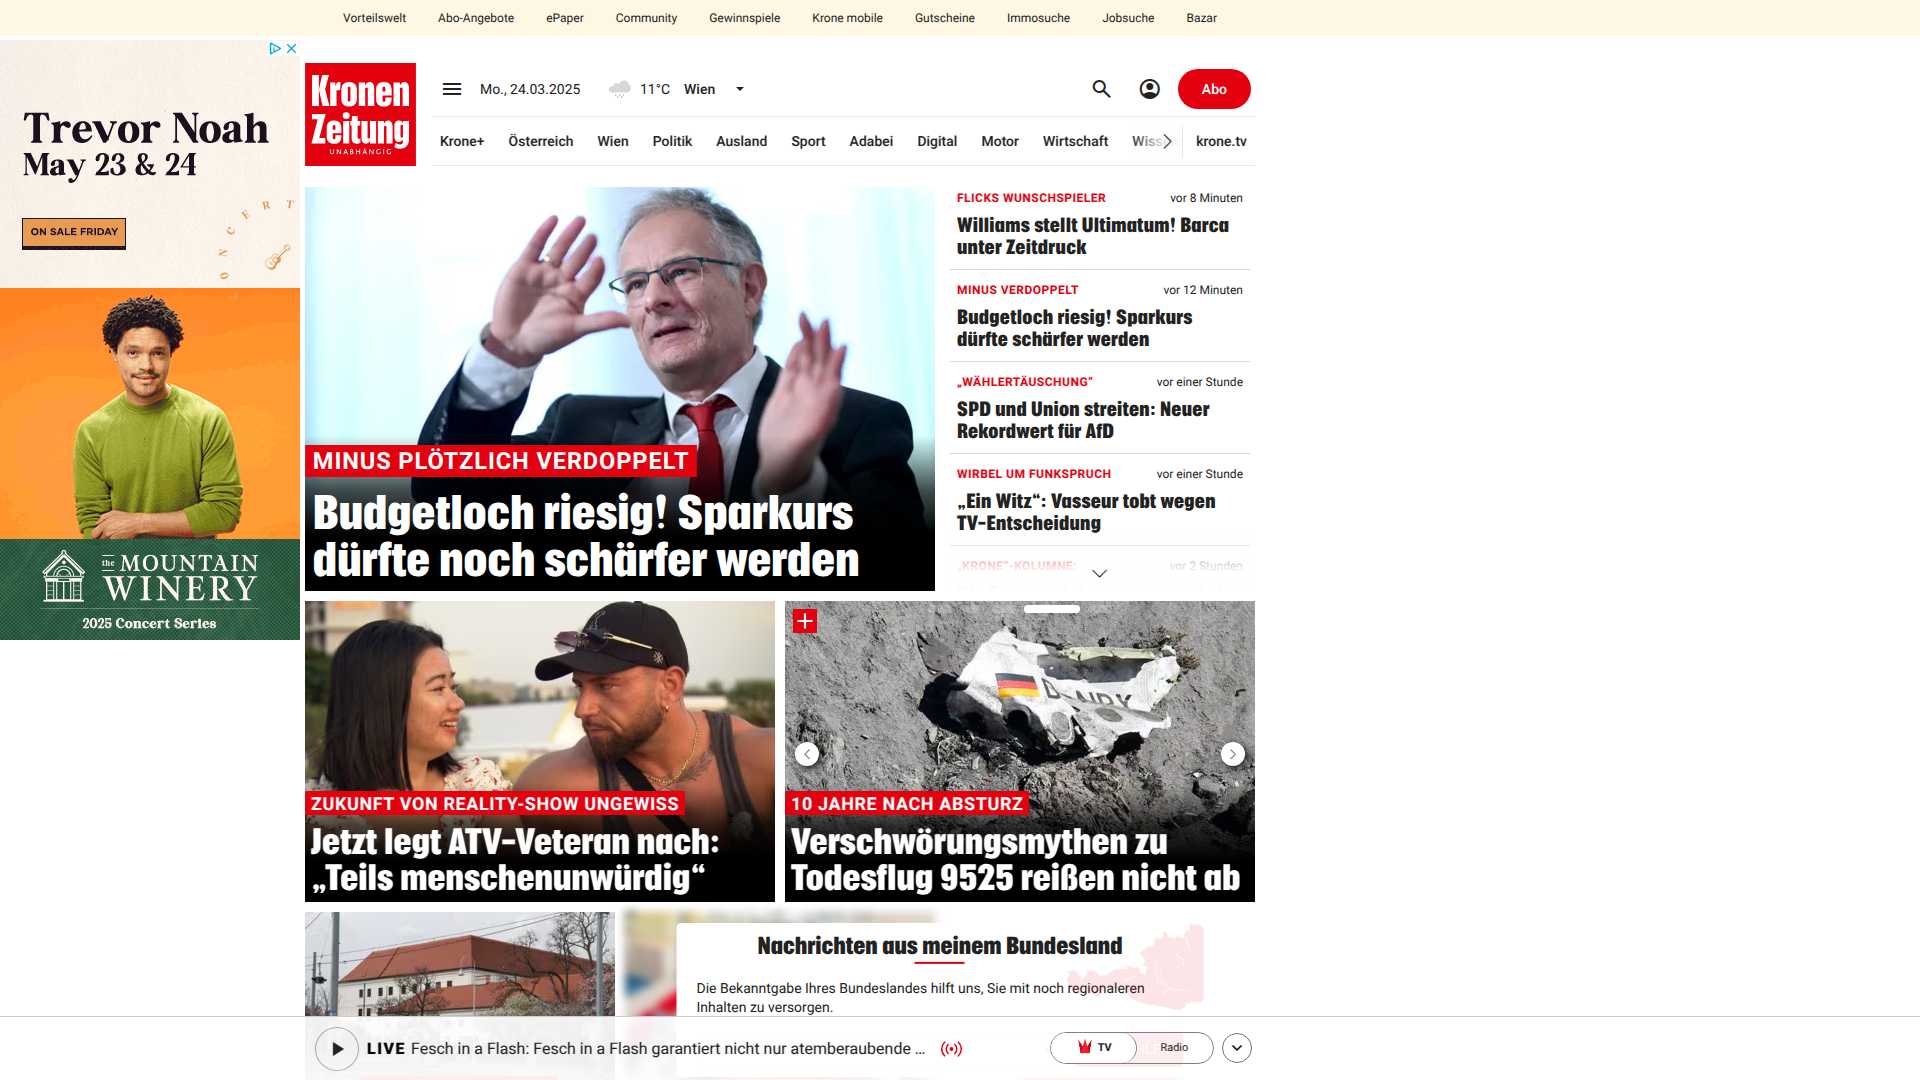 Vorteilswelt Abo-Angebote ePaper Community Gewinnspiele Krone mobile Gutscheine Immosuche Jobsuche Bazar
Trevor Noah
May 23 & 24
ON SALE FRIDAY
CONCERT
the MOUNTAIN
WINERY
2025 Concert Series
Kronen
Zeitung
UNABHÄNGIG
Mo., 24.03.2025 11°C Wien
Abo
Krone+ Österreich Wien Politik Ausland Sport Adabei Digital Motor Wirtschaft Wiss krone.tv
MINUS PLÖTZLICH VERDOPPELT
Budgetloch riesig! Sparkurs
dürfte noch schärfer werden
FLICKS WUNSCHSPIELER vor 8 Minuten
Williams stellt Ultimatum! Barca
unter Zeitdruck
MINUS VERDOPPELT vor 12 Minuten
Budgetloch riesig! Sparkurs
dürfte schärfer werden
„WÄHLERTÄUSCHUNG“ vor einer Stunde
SPD und Union streiten: Neuer
Rekordwert für AfD
WIRBEL UM FUNKSPRUCH vor einer Stunde
„Ein Witz“: Vasseur tobt wegen
TV-Entscheidung
„KRONE“-KOLUMNE: vor 2 Stunden
ZUKUNFT VON REALITY-SHOW UNGEWISS
Jetzt legt ATV-Veteran nach:
„Teils menschenunwürdig“
D-AIPX
10 JAHRE NACH ABSTURZ
Verschwörungsmythen zu
Todesflug 9525 reißen nicht ab
Nachrichten aus meinem Bundesland
Die Bekanntgabe Ihres Bundeslandes hilft uns, Sie mit noch regionaleren
Inhalten zu versorgen.
LIVE Fesch in a Flash: Fesch in a Flash garantiert nicht nur atemberaubende ...
TV Radio